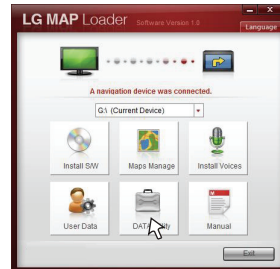 LG MAP Loader Software Version 1.0
Language
A navigation device was connected.
G:\ (Current Device)
Install S/W
Maps Manage
Install Voices
User Data
Manual
Exit